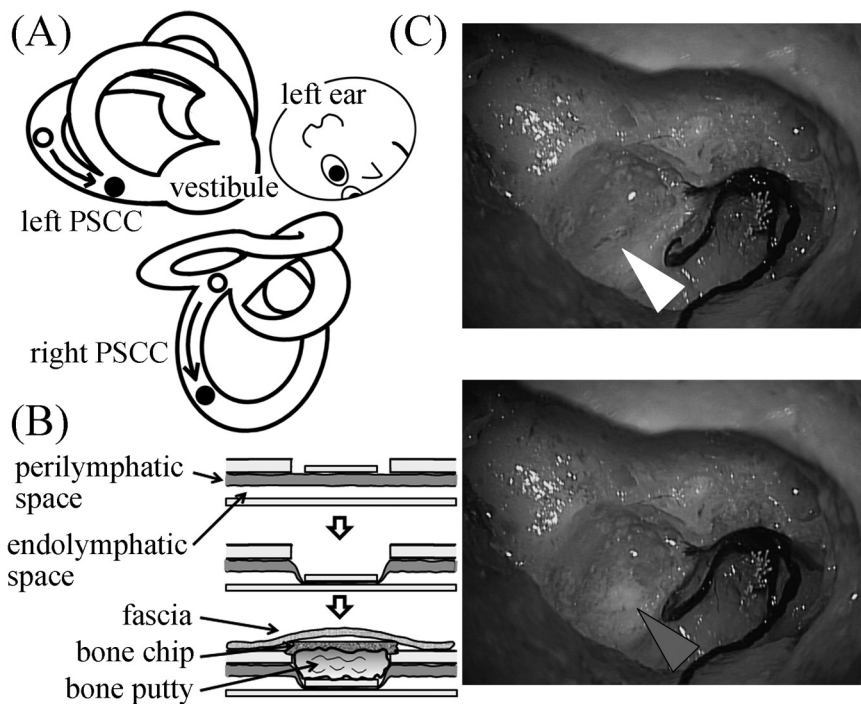 (A)
left ear
vestibule
left PSCC
right PSCC
(B)
perilymphatic
space
endolymphatic
space
fascia
bone chip
bone putty
(C)